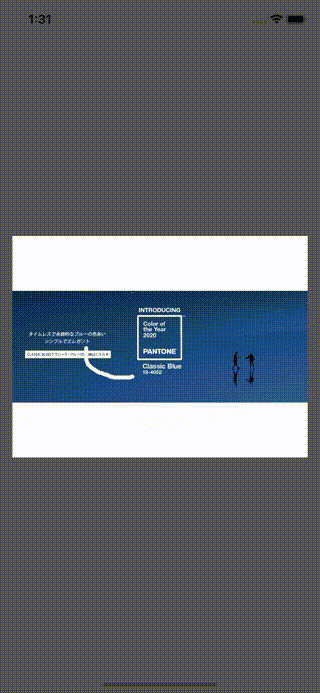 1:31
タイムレスで永続的なブルーの色あい
シンプルでエレガント
INTRODUCING
Color of
the Year
2020
PANTONE
Classic Blue
19-4052